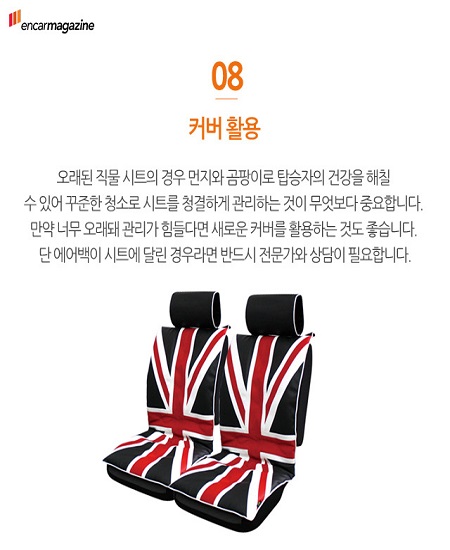 encarmagazine
08
커버 활용
오래된 직물 시트의 경우 먼지와 곰팡이로 탑승자의 건강을 해칠
수 있어 꾸준한 청소로 시트를 청결하게 관리하는 것이 무엇보다 중요합니다.
만약 너무 오래돼 관리가 힘들다면 새로운 커버를 활용하는 것도 좋습니다.
단 에어백이 시트에 달린 경우라면 반드시 전문가와 상담이 필요합니다.